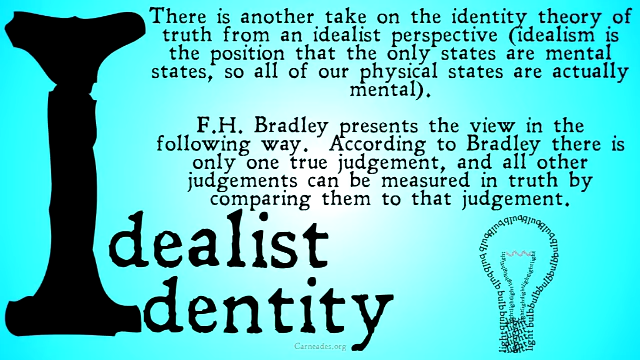 There is another take on the identity theory of
truth from an idealist perspective (idealism is
the position that the only states are mental
states, so all of our physical states are actually
mental).
F.H. Bradley presents the view in the
following way. According to Bradley there is
only one true judgement, and all other
judgements can be measured in truth by
comparing them to that judgement.
Idealist
Identity
Carneades.org